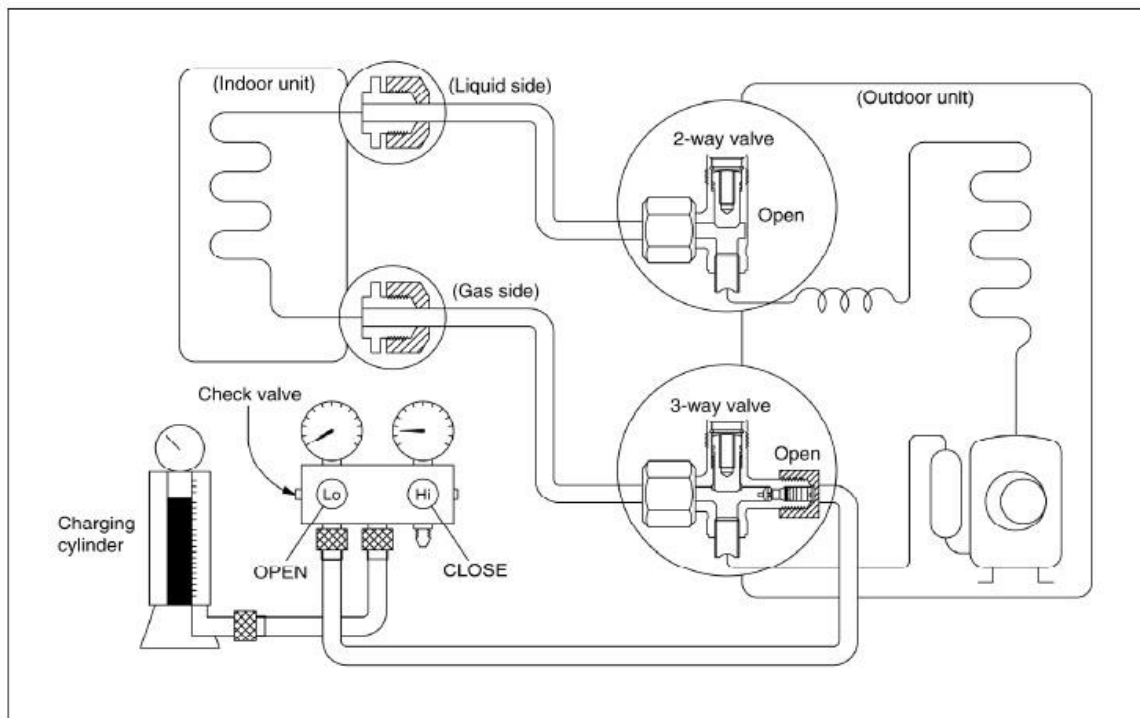 (Indoor unit)
(Liquid side)
(Outdoor unit)
2-way valve
Open
(Gas side)
3-way valve
Open
Check valve
Lo
Hi
Charging
cylinder
OPEN
CLOSE